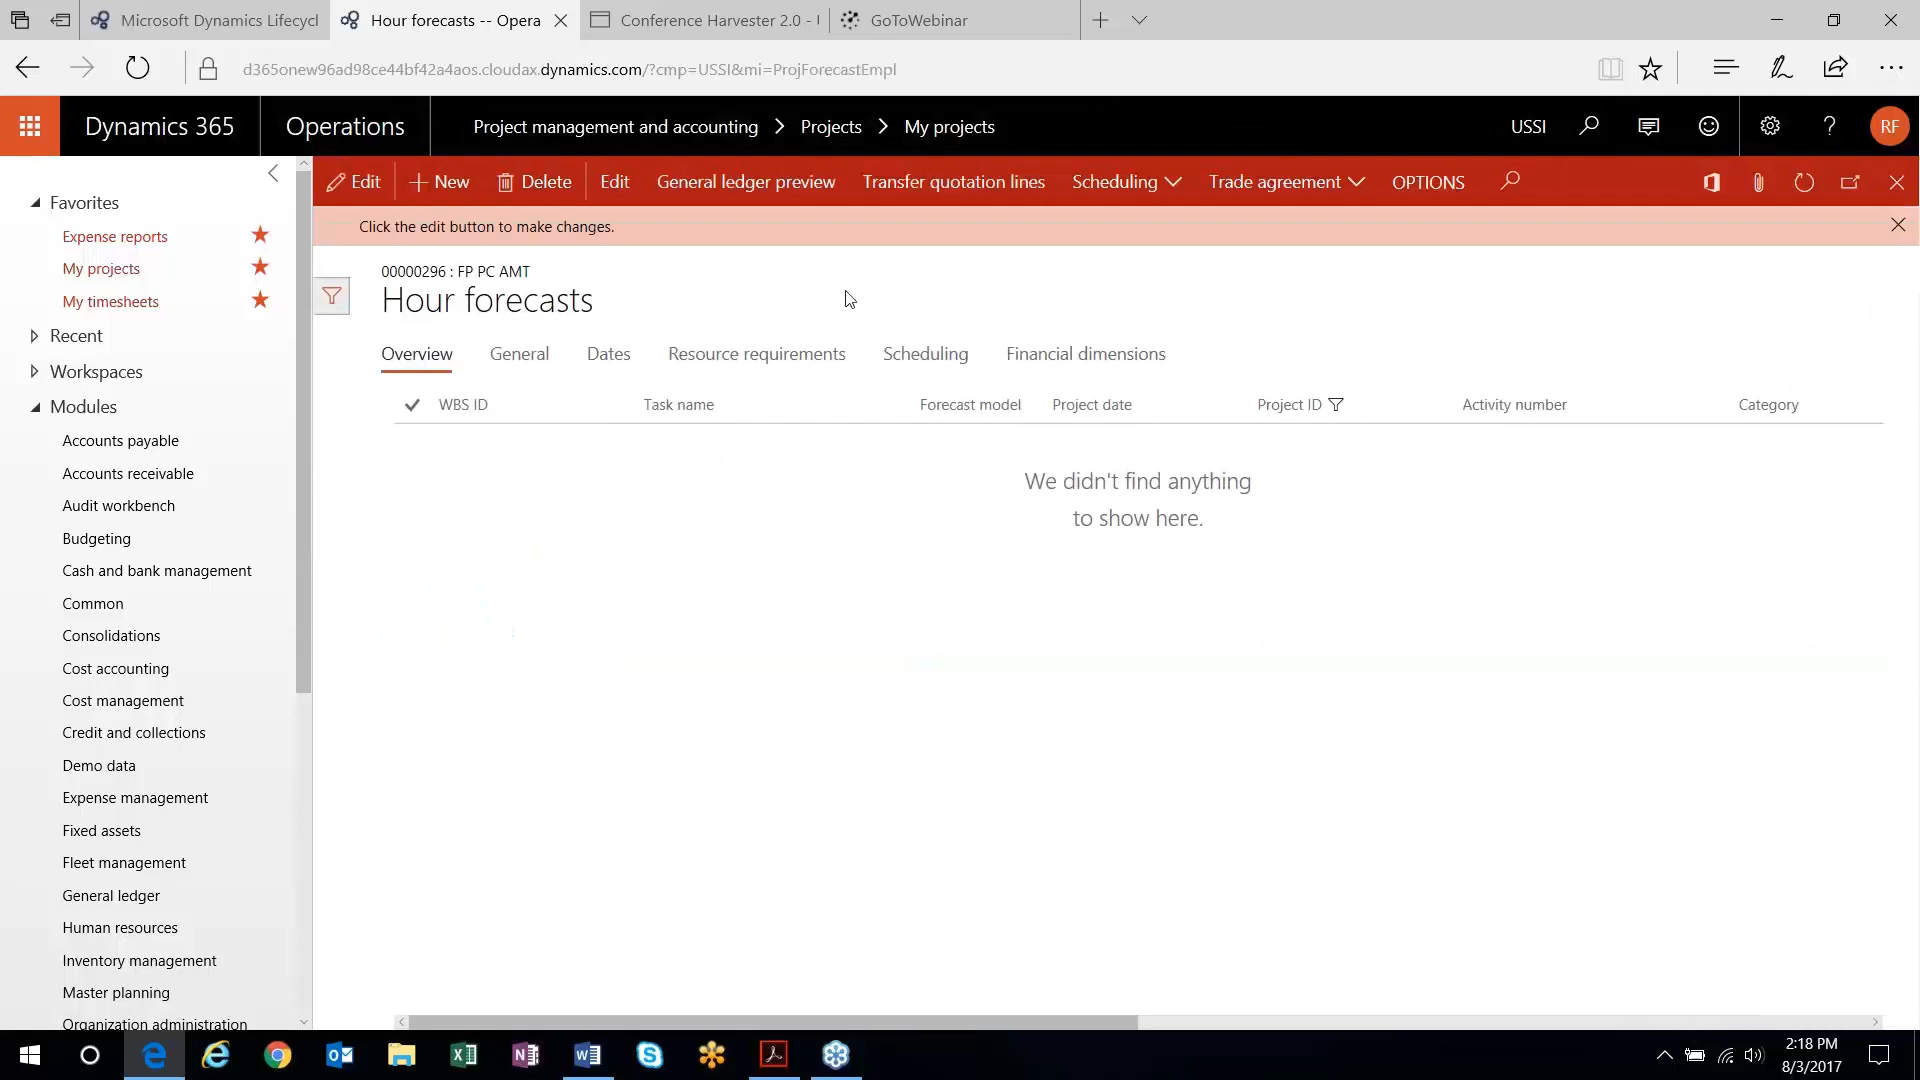 Microsoft Dynamics Lifecycl
Hour forecasts -- Opera
Conference Harvester 2.0 -
GoToWebinar
d365onew96ad98ce44bf42a4aos.cloudax.dynamics.com/?cmp=USSI&mi=ProjForecastEmpl
Dynamics 365
Operations
Project management and accounting > Projects > My projects
USSI
?
RF
Edit
New
Delete
Edit
General ledger preview
Transfer quotation lines
Scheduling
Trade agreement
OPTIONS
Click the edit button to make changes.
Favorites
Expense reports
My projects
My timesheets
Recent
Workspaces
Modules
Accounts payable
Accounts receivable
Audit workbench
Budgeting
Cash and bank management
Common
Consolidations
Cost accounting
Cost management
Credit and collections
Demo data
Expense management
Fixed assets
Fleet management
General ledger
Human resources
Inventory management
Master planning
Organization administration
00000296 : FP PC AMT
Hour forecasts
Overview
General
Dates
Resource requirements
Scheduling
Financial dimensions
WBS ID
Task name
Forecast model
Project date
Project ID
Activity number
Category
We didn't find anything
to show here.
2:18 PM
8/3/2017